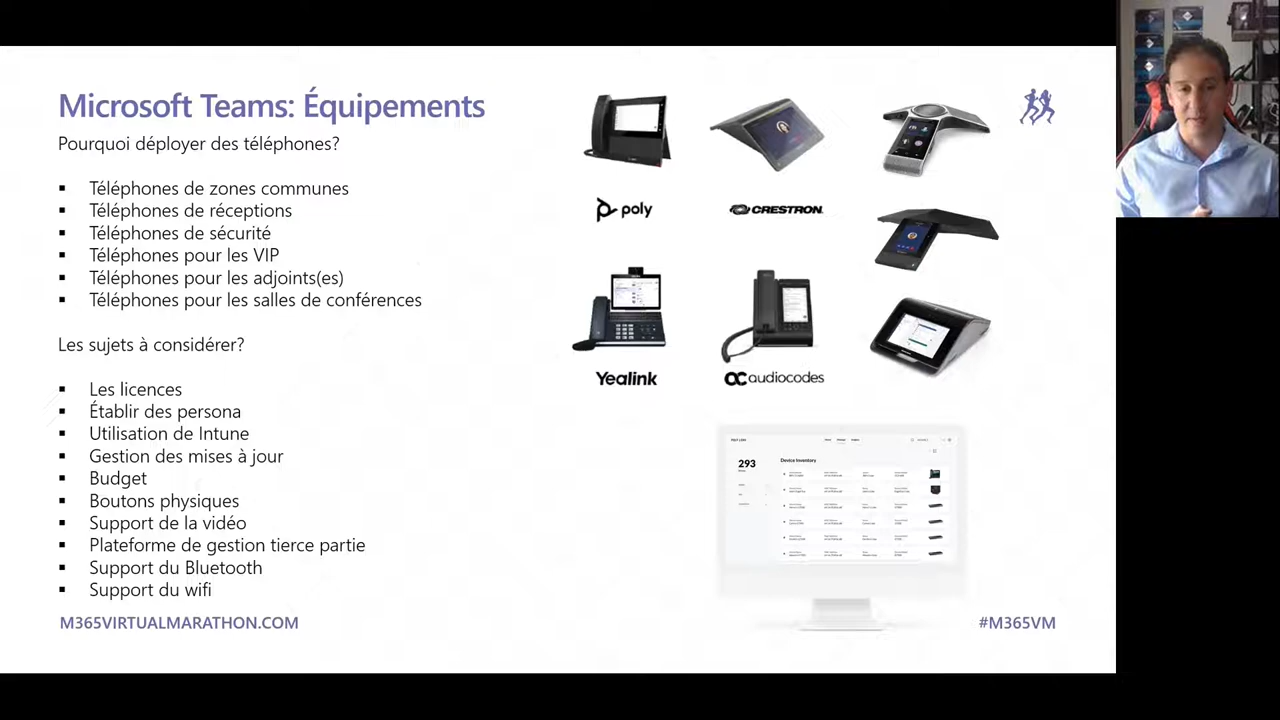 Microsoft Teams: Équipements
Pourquoi déployer des téléphones?
▪ Téléphones de zones communes
▪ Téléphones de réceptions
▪ Téléphones de sécurité
▪ Téléphones pour les VIP
▪ Téléphones pour les adjoints(es)
▪ Téléphones pour les salles de conférences
Les sujets à considérer?
▪ Les licences
▪ Établir des persona
▪ Utilisation de Intune
▪ Gestion des mises à jour
▪ Budget
▪ Boutons physiques
▪ Support de la vidéo
▪ Plateforme de gestion tierce partie
▪ Support du Bluetooth
▪ Support du wifi
poly
CRESTRON
Yealink
audiocodes
293
Device Inventory
M365VIRTUALMARATHON.COM
#M365VM